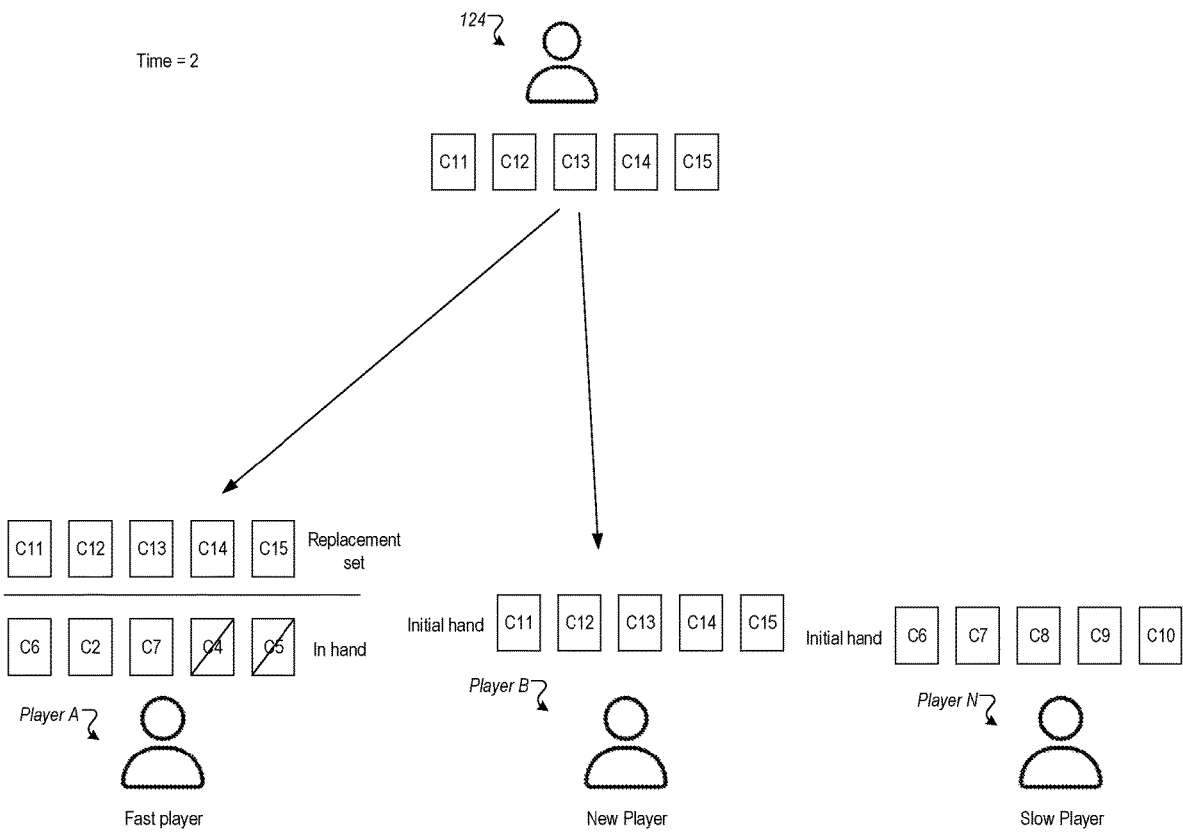 124
Time = 2
C11 C12 C13 C14 C15
C11 C12 C13 C14 C15 Replacement
set
C6 C2 C7 C4 C5 In hand
Player A
Fast player
Initial hand C11 C12 C13 C14 C15
Player B
New Player
Initial hand C6 C7 C8 C9 C10
Player N
Slow Player